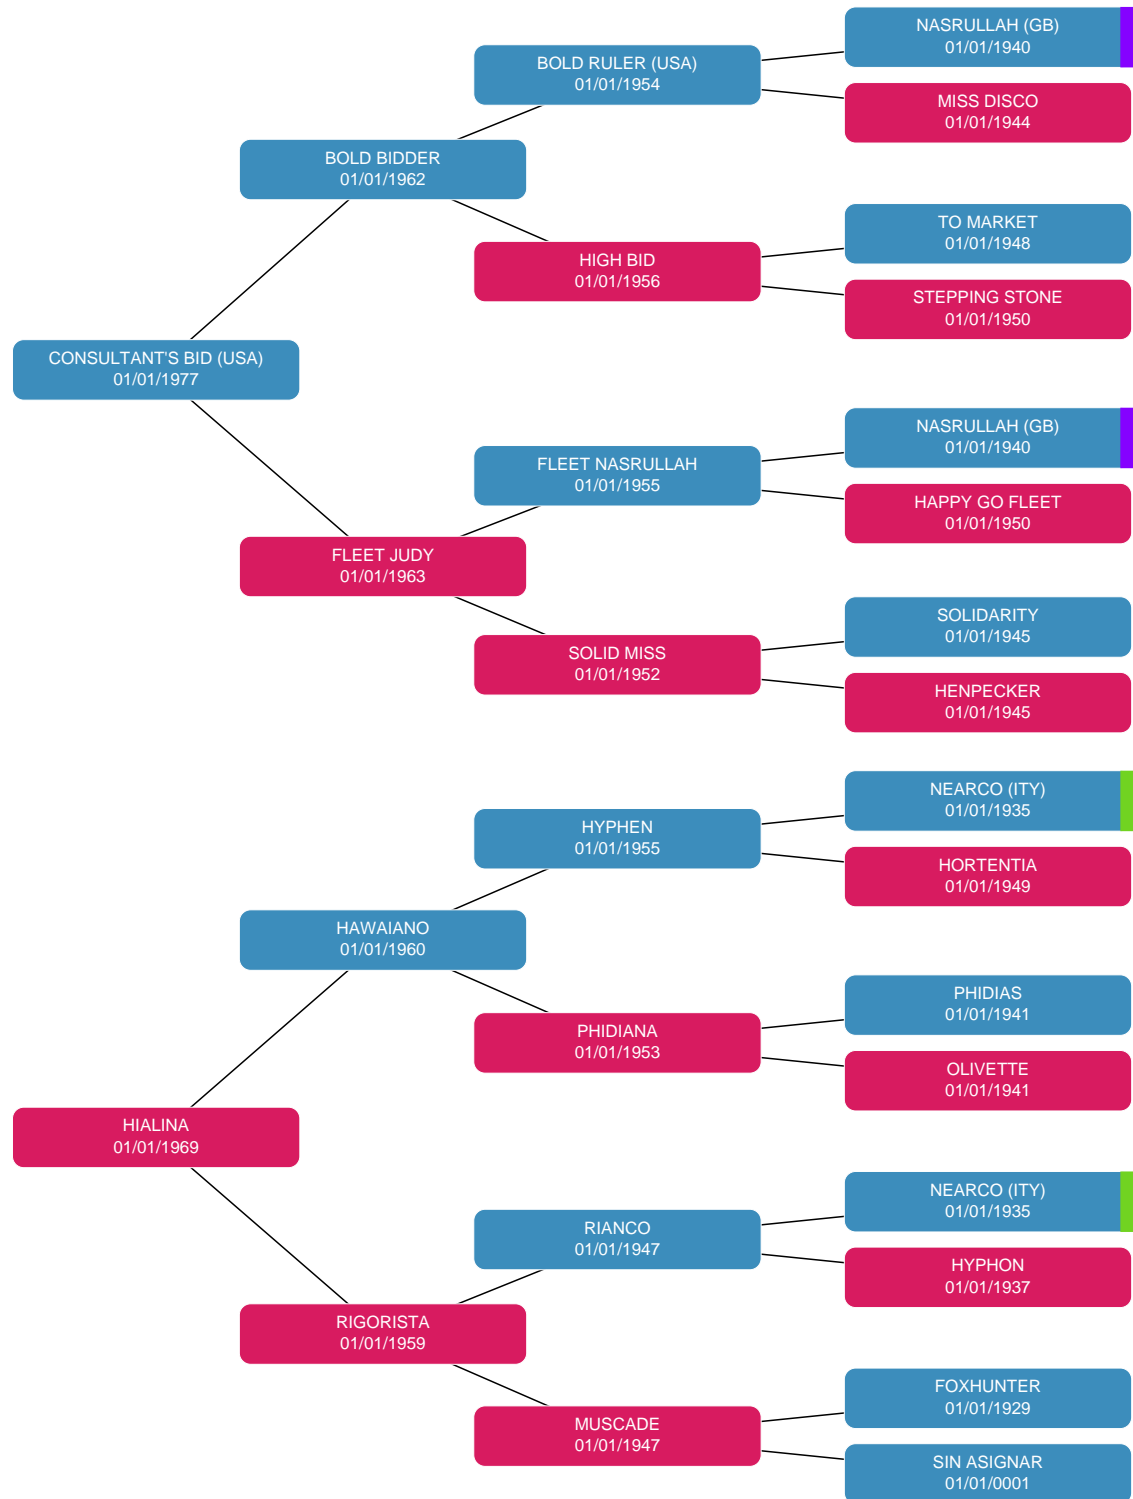 NASRULLAH (GB)
01/01/1940
BOLD RULER (USA)
01/01/1954
MISS DISCO
01/01/1944
BOLD BIDDER
01/01/1962
TO MARKET
01/01/1948
HIGH BID
01/01/1956
STEPPING STONE
01/01/1950
CONSULTANT'S BID (USA)
01/01/1977
NASRULLAH (GB)
01/01/1940
FLEET NASRULLAH
01/01/1955
HAPPY GO FLEET
01/01/1950
FLEET JUDY
01/01/1963
SOLIDARITY
01/01/1945
SOLID MISS
01/01/1952
HENPECKER
01/01/1945
NEARCO (ITY)
01/01/1935
HYPHEN
01/01/1955
HORTENTIA
01/01/1949
HAWAIANO
01/01/1960
PHIDIAS
01/01/1941
PHIDIANA
01/01/1953
OLIVETTE
01/01/1941
HIALINA
01/01/1969
NEARCO (ITY)
01/01/1935
RIANCO
01/01/1947
HYPHON
01/01/1937
RIGORISTA
01/01/1959
FOXHUNTER
01/01/1929
MUSCADE
01/01/1947
SIN ASIGNAR
01/01/0001